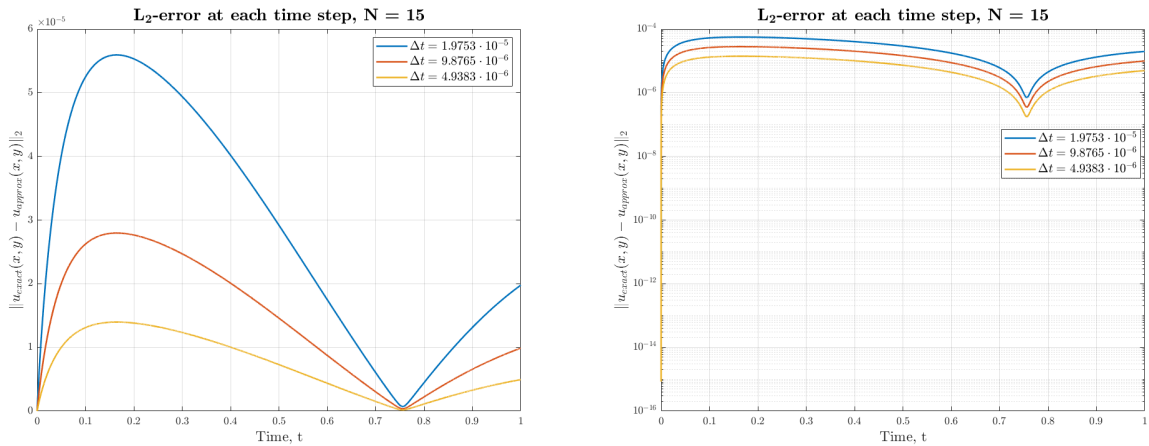 L₂-error at each time step, N = 15
×10⁻⁵
6
5
4
3
2
1
0
‖u_exact(x, y) − u_approx(x, y)‖₂
Δt = 1.9753 · 10⁻⁵
Δt = 9.8765 · 10⁻⁶
Δt = 4.9383 · 10⁻⁶
0 0.1 0.2 0.3 0.4 0.5 0.6 0.7 0.8 0.9 1
Time, t
L₂-error at each time step, N = 15
10⁻⁴
10⁻⁶
10⁻⁸
10⁻¹⁰
10⁻¹²
10⁻¹⁴
10⁻¹⁶
‖u_exact(x, y) − u_approx(x, y)‖₂
Δt = 1.9753 · 10⁻⁵
Δt = 9.8765 · 10⁻⁶
Δt = 4.9383 · 10⁻⁶
0 0.1 0.2 0.3 0.4 0.5 0.6 0.7 0.8 0.9 1
Time, t